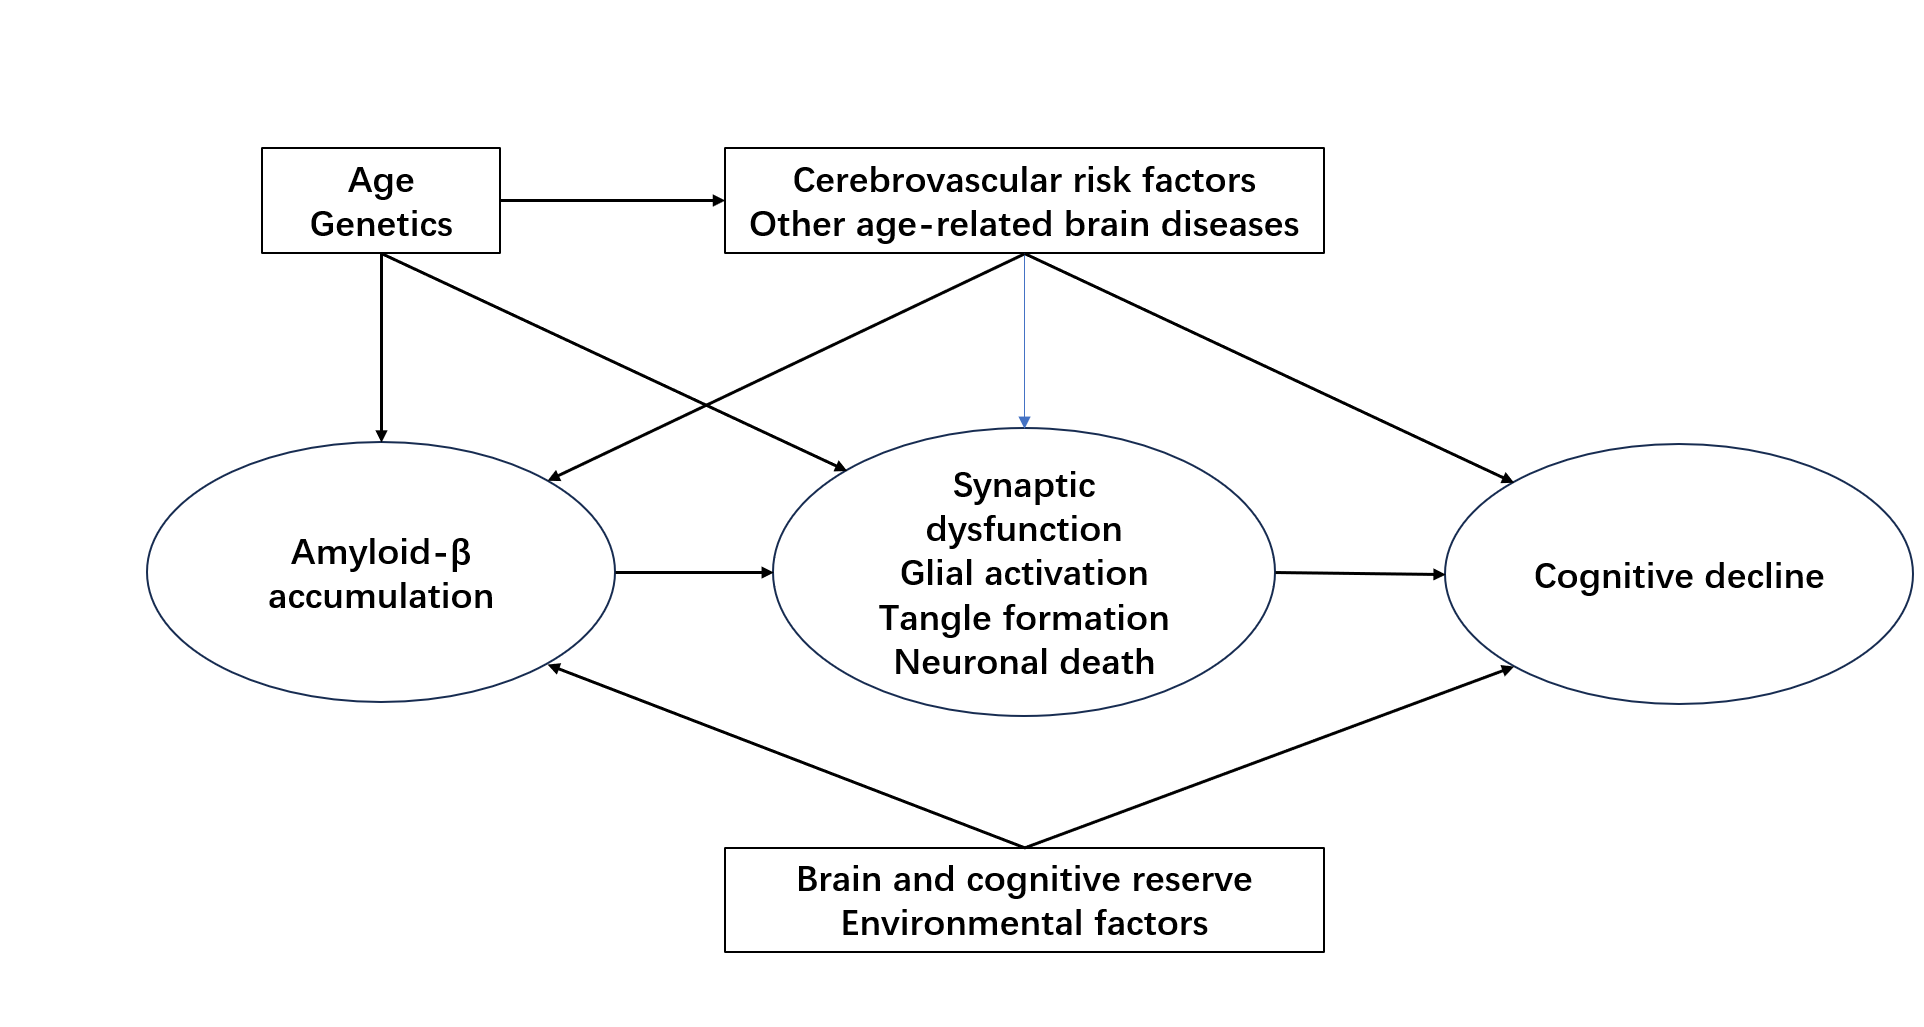 Age
Genetics
Cerebrovascular risk factors
Other age-related brain diseases
Amyloid-β
accumulation
Synaptic
dysfunction
Glial activation
Tangle formation
Neuronal death
Cognitive decline
Brain and cognitive reserve
Environmental factors